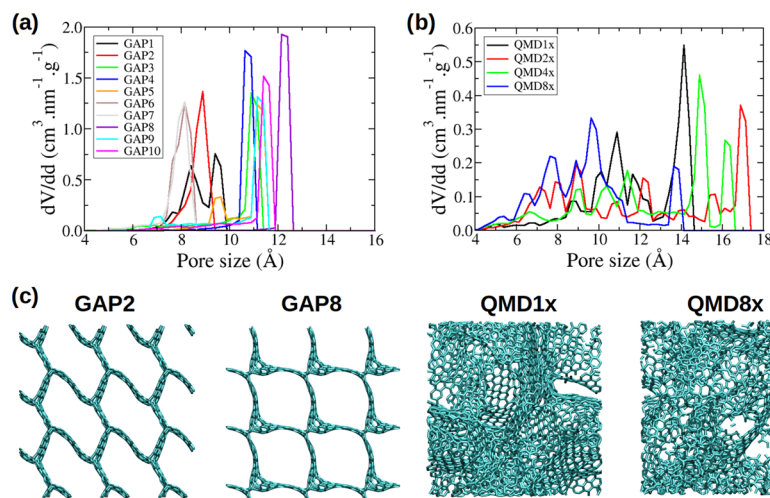 (a)
2.0
1.5
1.0
0.5
0.0
dV/dd (cm³.nm⁻¹.g⁻¹)
GAP1
GAP2
GAP3
GAP4
GAP5
GAP6
GAP7
GAP8
GAP9
GAP10
4 6 8 10 12 14 16
Pore size (Å)
(b)
0.6
0.5
0.4
0.3
0.2
0.1
0.0
dV/dd (cm³.nm⁻¹.g⁻¹)
QMD1x
QMD2x
QMD4x
QMD8x
4 6 8 10 12 14 16 18
Pore size (Å)
(c)
GAP2 GAP8 QMD1x QMD8x